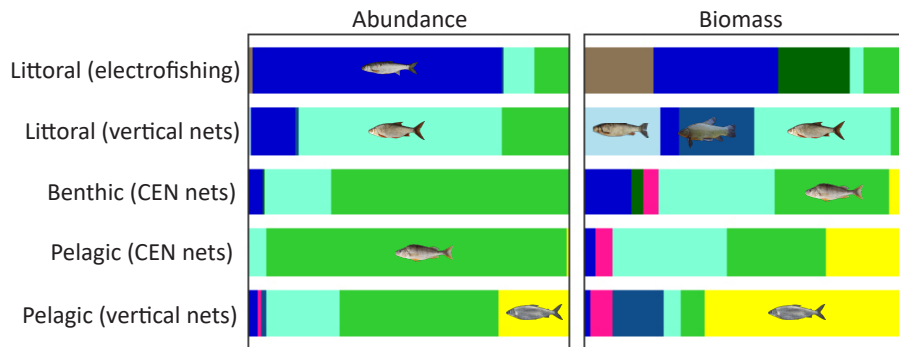 Abundance
Biomass
Littoral (electrofishing)
Littoral (vertical nets)
Benthic (CEN nets)
Pelagic (CEN nets)
Pelagic (vertical nets)